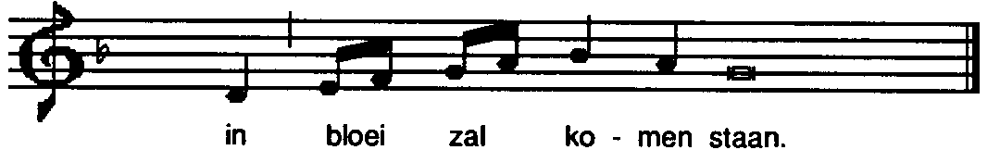 in bloei zal ko - men staan.